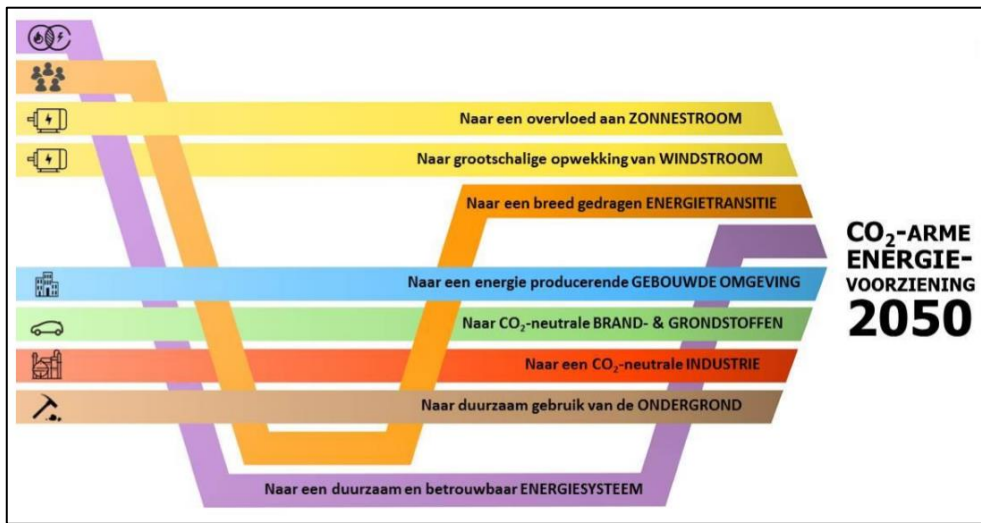 Naar een overvloed aan ZONNESTROOM
Naar grootschalige opwekking van WINDSTROOM
Naar een breed gedragen ENERGIETRANSITIE
Naar een energie producerende GEBOUWDE OMGEVING
Naar CO₂-neutrale BRAND- & GRONDSTOFFEN
Naar een CO₂-neutrale INDUSTRIE
Naar duurzaam gebruik van de ONDERGROND
Naar een duurzaam en betrouwbaar ENERGIESYSTEEM
CO₂-ARME
ENERGIE-
VOORZIENING
2050